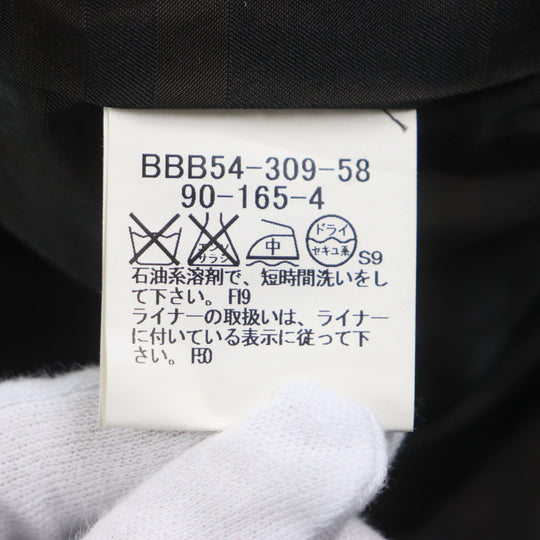 BBB54-309-58
90-165-4
エンソ
サラシ
中
ドライ
セキユ系
S9
石油系溶剤で、短時間洗いをし
て下さい。F19
ライナーの取扱いは、ライナー
に付いている表示に従って下
さい。F50